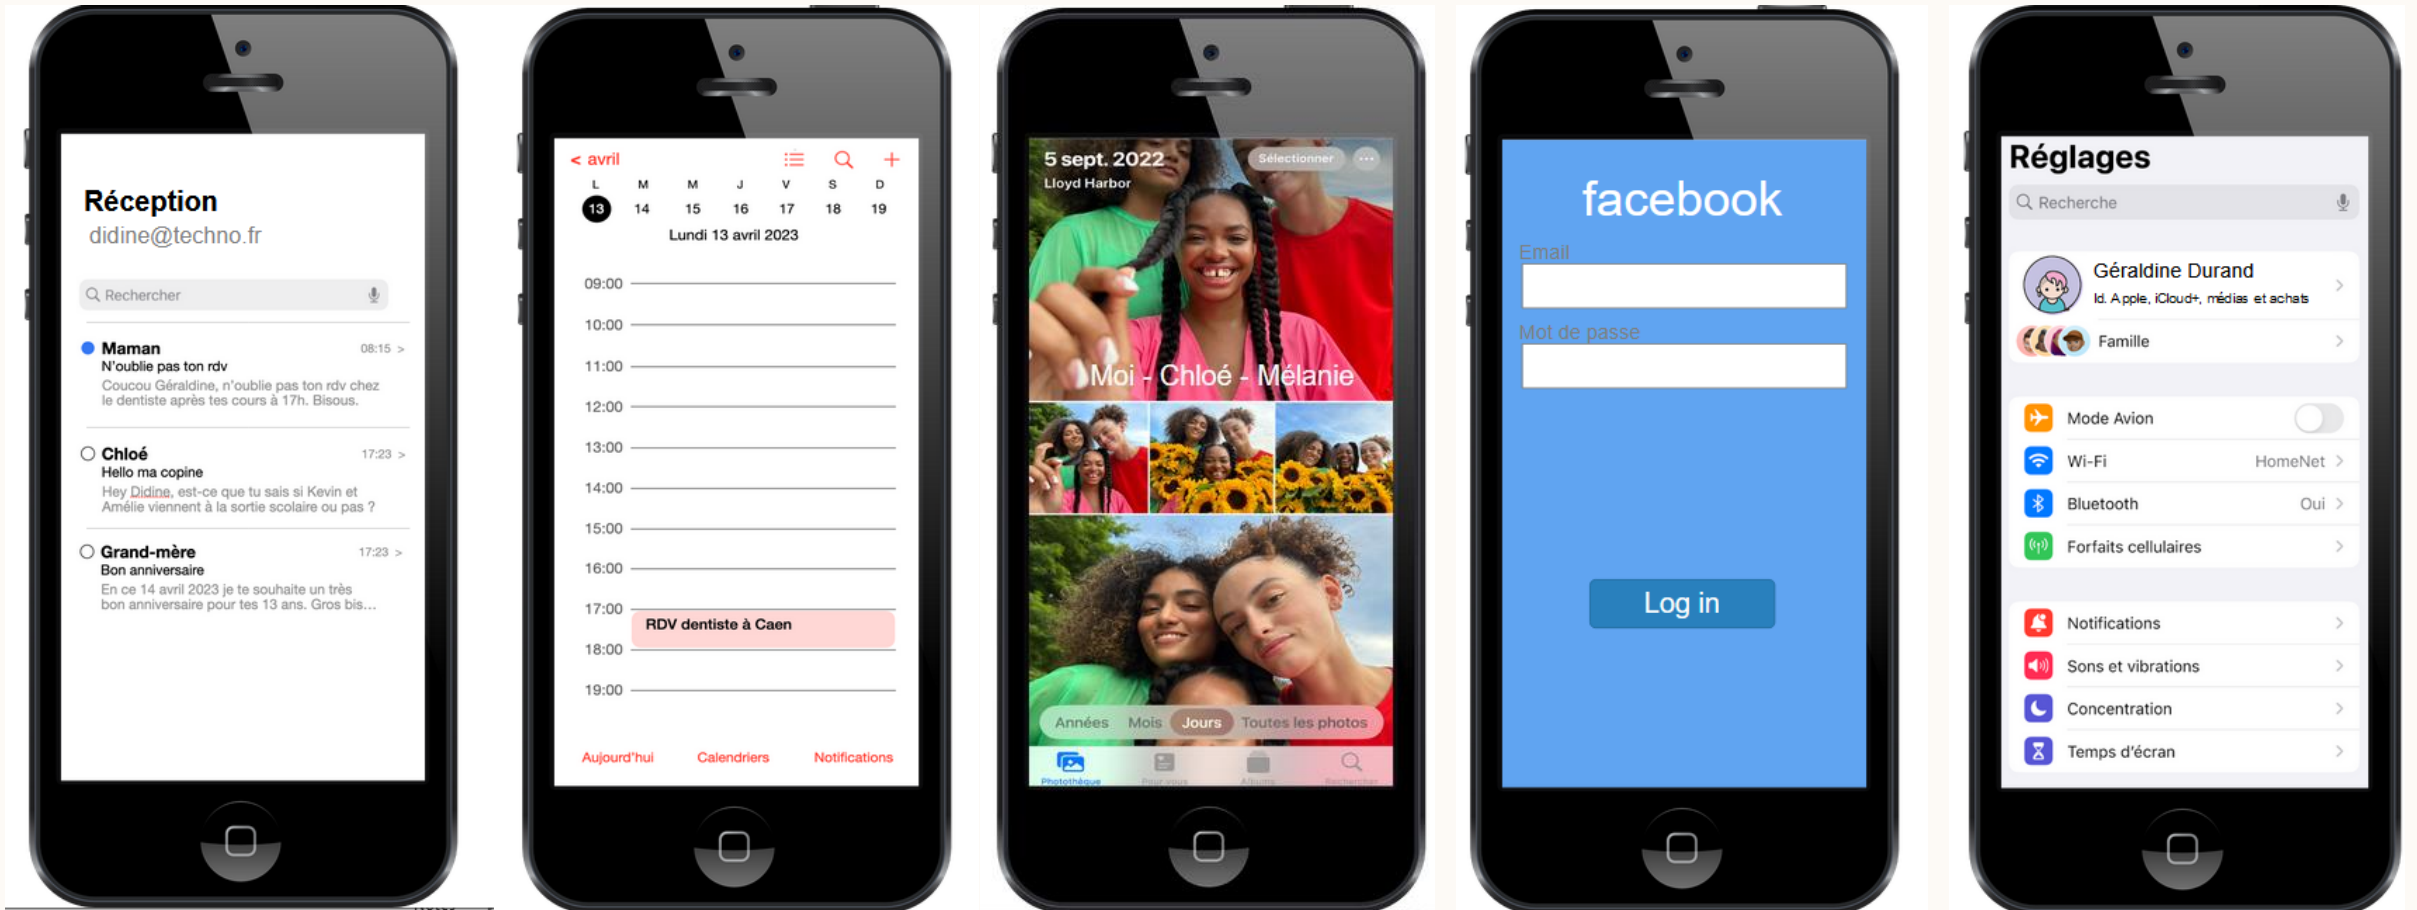 Réception
didine@techno.fr
Rechercher
Maman 08:15 >
N'oublie pas ton rdv
Coucou Géraldine, n'oublie pas ton rdv chez
le dentiste après tes cours à 17h. Bisous.
Chloé 17:23 >
Hello ma copine
Hey Didine, est-ce que tu sais si Kevin et
Amélie viennent à la sortie scolaire ou pas ?
Grand-mère 17:23 >
Bon anniversaire
En ce 14 avril 2023 je te souhaite un très
bon anniversaire pour tes 13 ans. Gros bis...
< avril
L M M J V S D
13 14 15 16 17 18 19
Lundi 13 avril 2023
09:00
10:00
11:00
12:00
13:00
14:00
15:00
16:00
17:00
RDV dentiste à Caen
18:00
19:00
Aujourd'hui Calendriers Notifications
5 sept. 2022 Sélectionner
Lloyd Harbor
Moi - Chloé - Mélanie
Années Mois Jours Toutes les photos
Photothèque Pour vous Albums Rechercher
facebook
Email
Mot de passe
Log in
Réglages
Recherche
Géraldine Durand
Id. Apple, iCloud+, médias et achats
Famille
Mode Avion
Wi-Fi HomeNet
Bluetooth Oui
Forfaits cellulaires
Notifications
Sons et vibrations
Concentration
Temps d'écran